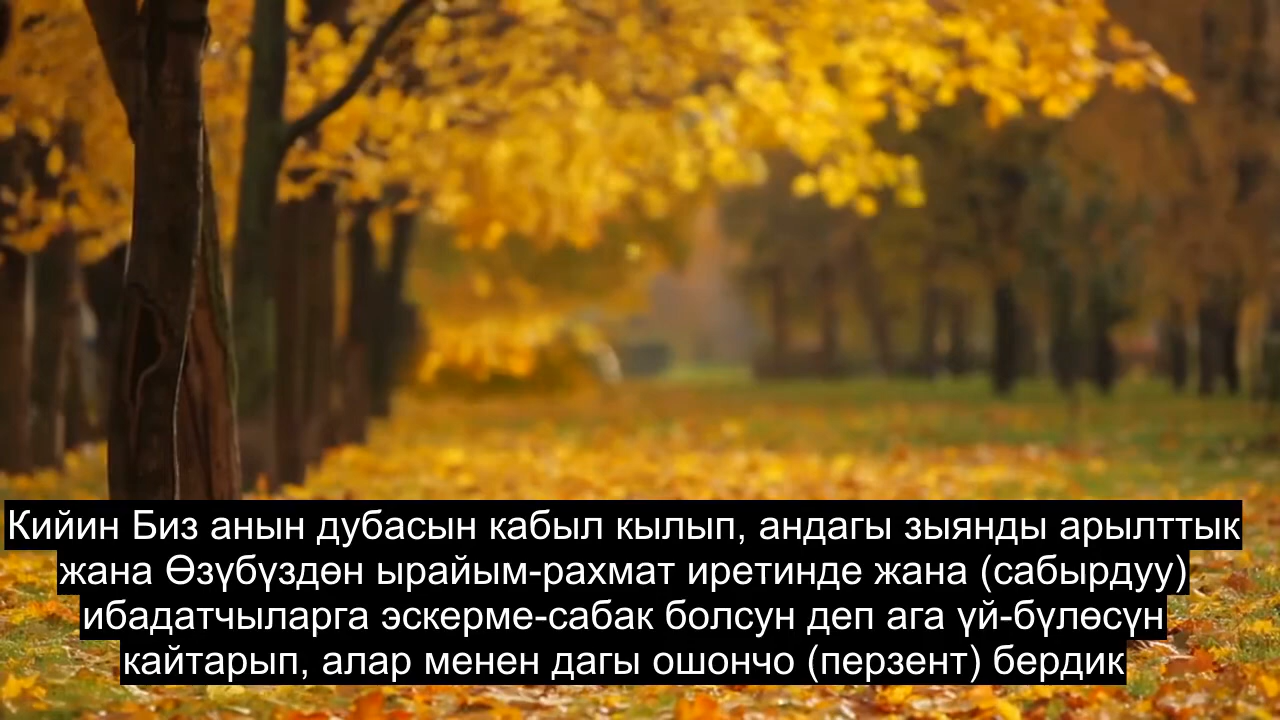 Кийин Биз анын дубасын кабыл кылып, андагы зыянды арылттык
жана Өзүбүздөн ырайым-рахмат иретинде жана (сабырдуу)
ибадатчыларга эскерме-сабак болсун деп ага үй-бүлөсүн
кайтарып, алар менен дагы ошончо (перзент) бердик